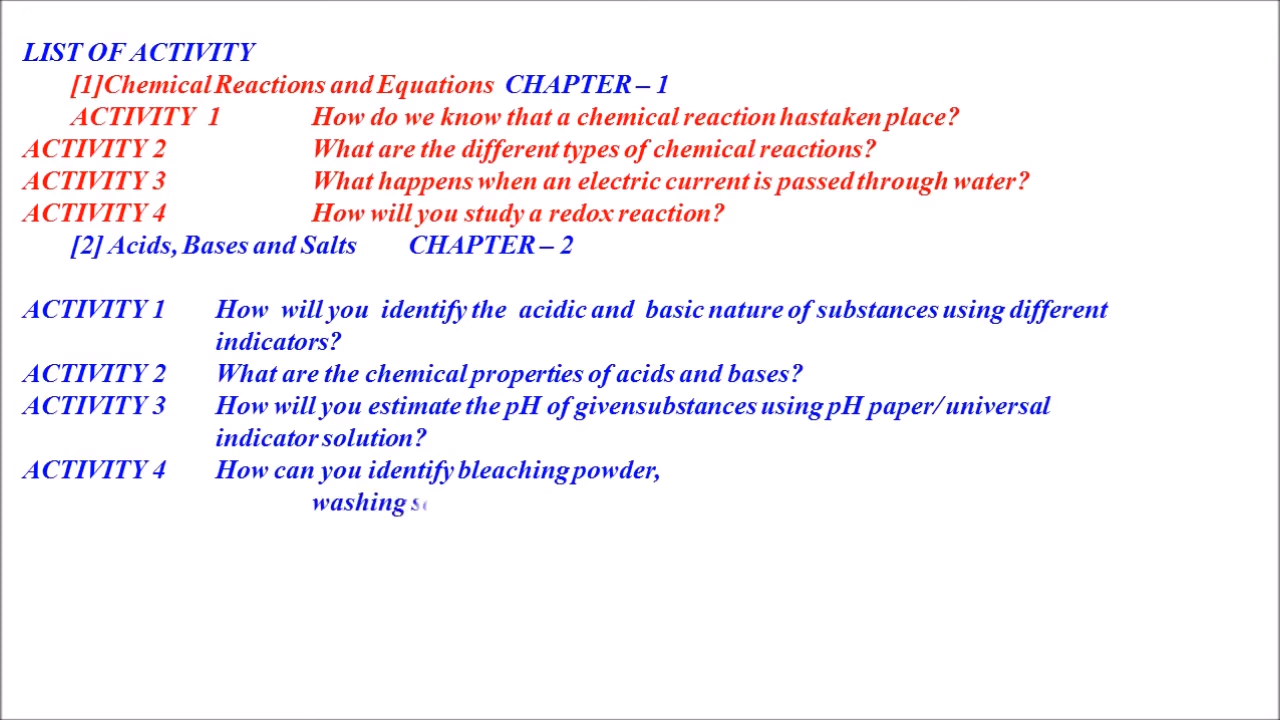 LIST OF ACTIVITY
[1]Chemical Reactions and Equations CHAPTER – 1
ACTIVITY 1 How do we know that a chemical reaction hastaken place?
ACTIVITY 2 What are the different types of chemical reactions?
ACTIVITY 3 What happens when an electric current is passed through water?
ACTIVITY 4 How will you study a redox reaction?
[2] Acids, Bases and Salts CHAPTER – 2
ACTIVITY 1 How will you identify the acidic and basic nature of substances using different
indicators?
ACTIVITY 2 What are the chemical properties of acids and bases?
ACTIVITY 3 How will you estimate the pH of givensubstances using pH paper/ universal
indicator solution?
ACTIVITY 4 How can you identify bleaching powder,
washing